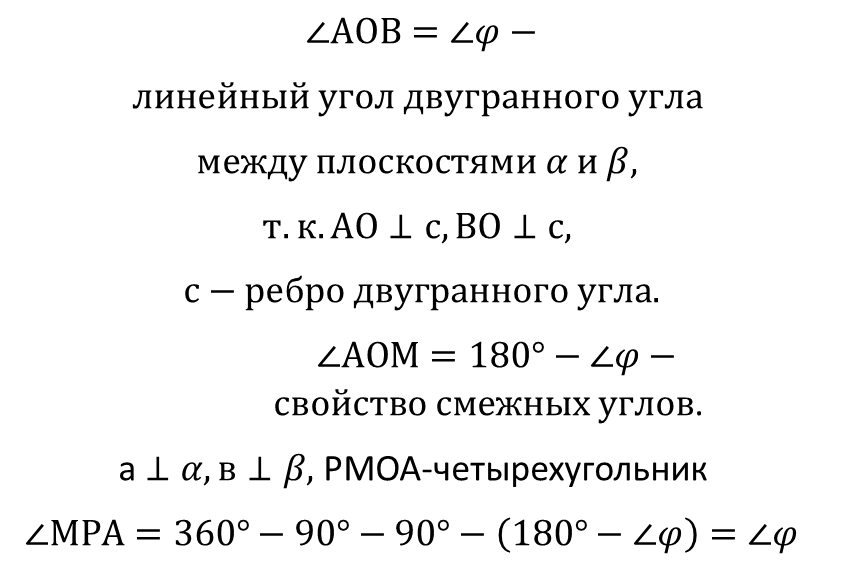 ∠AOB = ∠φ −
линейный угол двугранного угла
между плоскостями α и β,
т. к. AO ⊥ c, BO ⊥ c,
c − ребро двугранного угла.
∠AOM = 180° − ∠φ −
свойство смежных углов.
a ⊥ α, в ⊥ β, PMOA-четырехугольник
∠MPA = 360° − 90° − 90° − (180° − ∠φ) = ∠φ